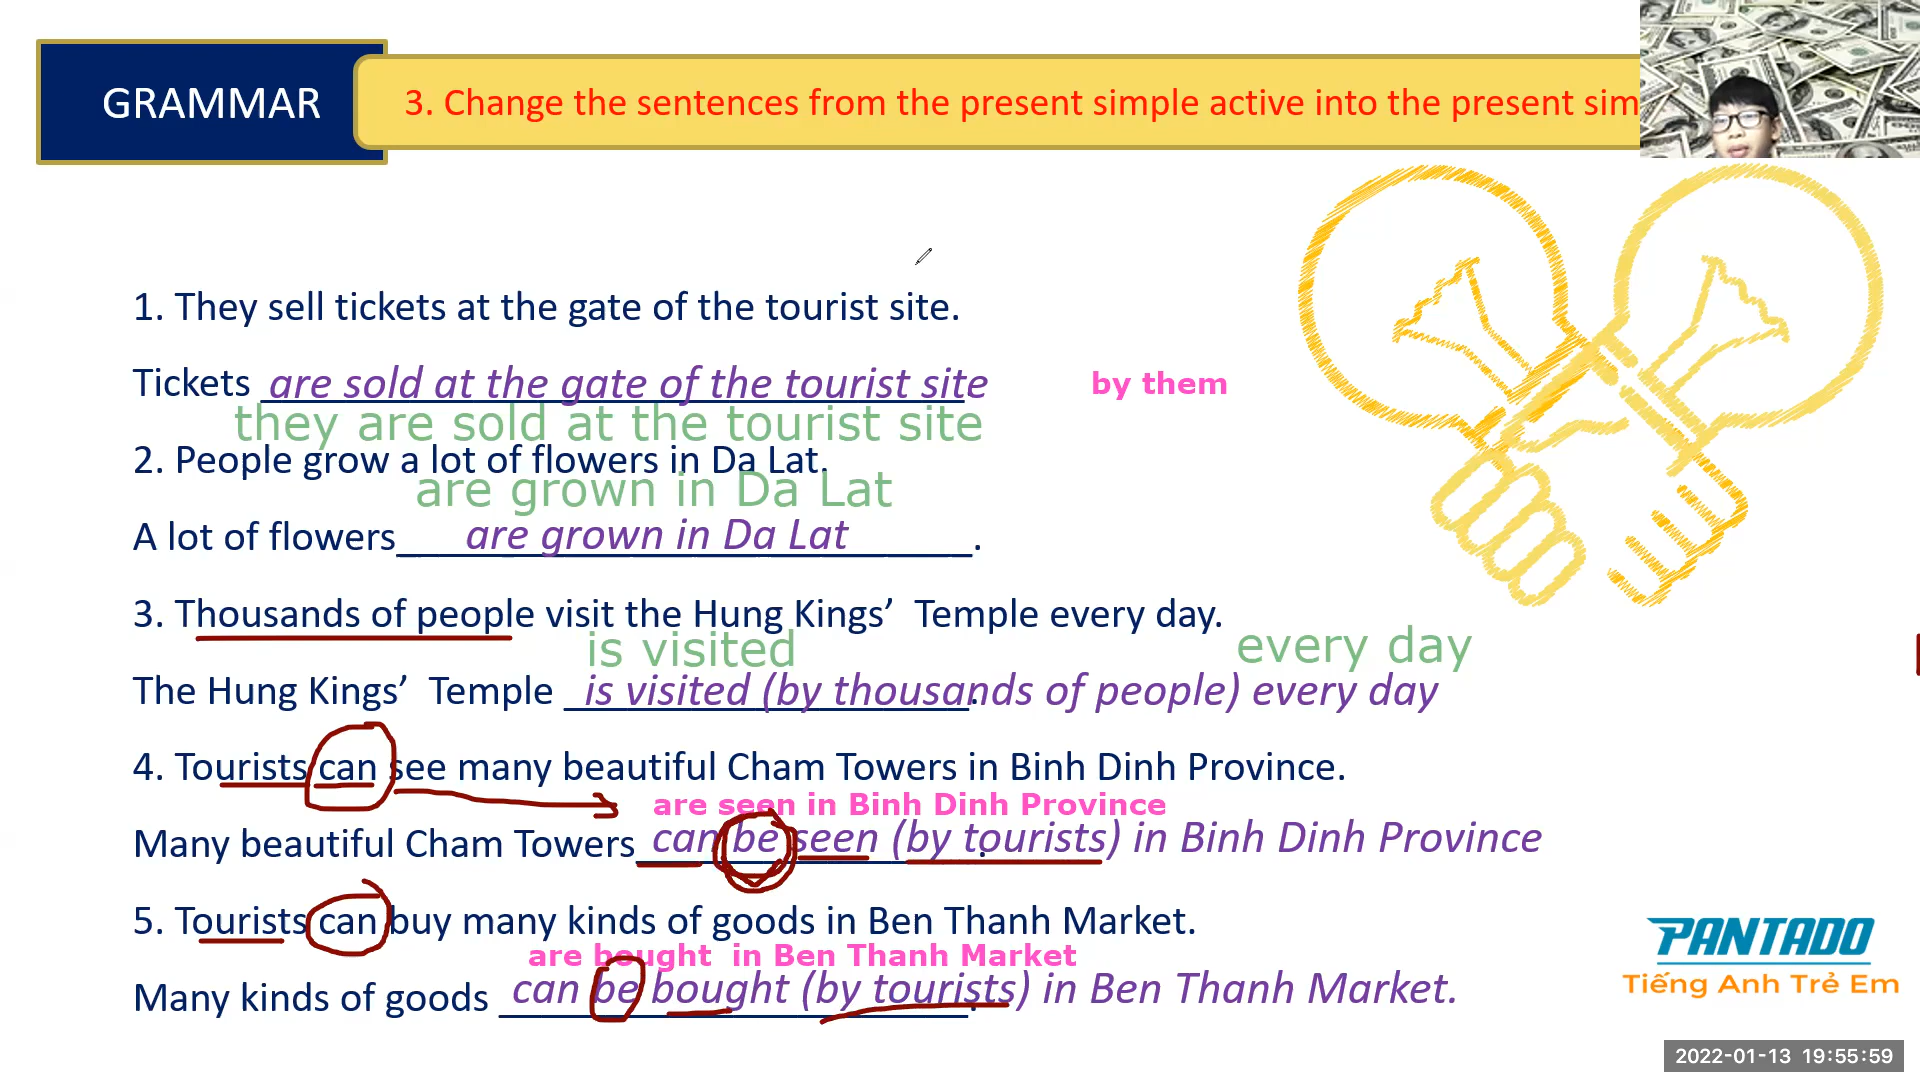 GRAMMAR
3. Change the sentences from the present simple active into the present sim
1. They sell tickets at the gate of the tourist site.
Tickets are sold at the gate of the tourist site by them
they are sold at the tourist site
2. People grow a lot of flowers in Da Lat.
are grown in Da Lat
A lot of flowers are grown in Da Lat.
3. Thousands of people visit the Hung Kings’ Temple every day.
is visited every day
The Hung Kings’ Temple is visited (by thousands of people) every day.
4. Tourists can see many beautiful Cham Towers in Binh Dinh Province.
are seen in Binh Dinh Province
Many beautiful Cham Towers can be seen (by tourists) in Binh Dinh Province.
5. Tourists can buy many kinds of goods in Ben Thanh Market.
are bought in Ben Thanh Market
Many kinds of goods can be bought (by tourists) in Ben Thanh Market.
PANTADO
Tiếng Anh Trẻ Em
2022-01-13 19:55:59